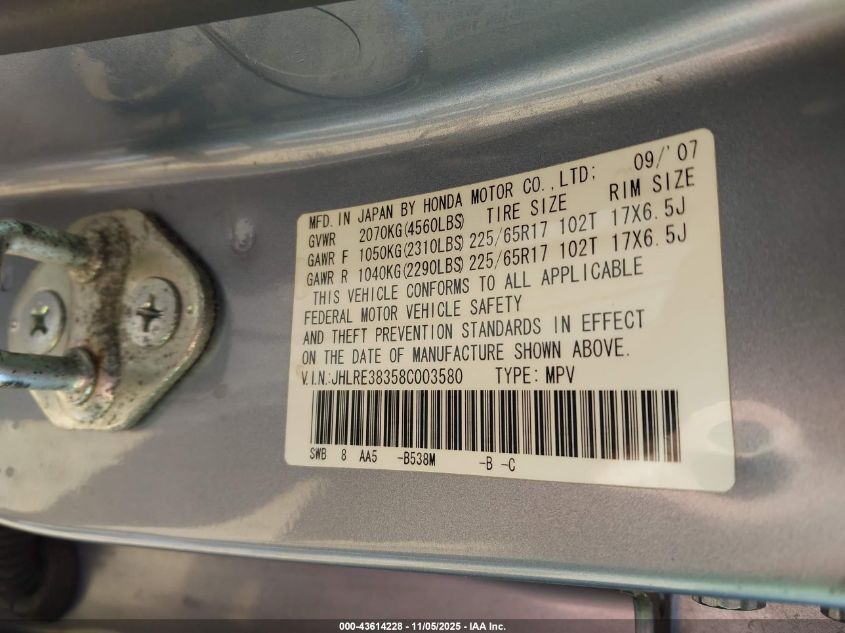 MFD. IN JAPAN BY HONDA MOTOR CO., LTD; 09/'07
GVWR 2070KG(4560LBS) TIRE SIZE RIM SIZE
GAWR F 1050KG(2310LBS) 225/65R17 102T 17X6.5J
GAWR R 1040KG(2290LBS) 225/65R17 102T 17X6.5J
THIS VEHICLE CONFORMS TO ALL APPLICABLE
FEDERAL MOTOR VEHICLE SAFETY
AND THEFT PREVENTION STANDARDS IN EFFECT
ON THE DATE OF MANUFACTURE SHOWN ABOVE.
V.I.N.:JHLRE38358C003580 TYPE: MPV
SWB 8 AA5 -B538M -B -C
000-43614228 - 11/05/2025 - IAA Inc.